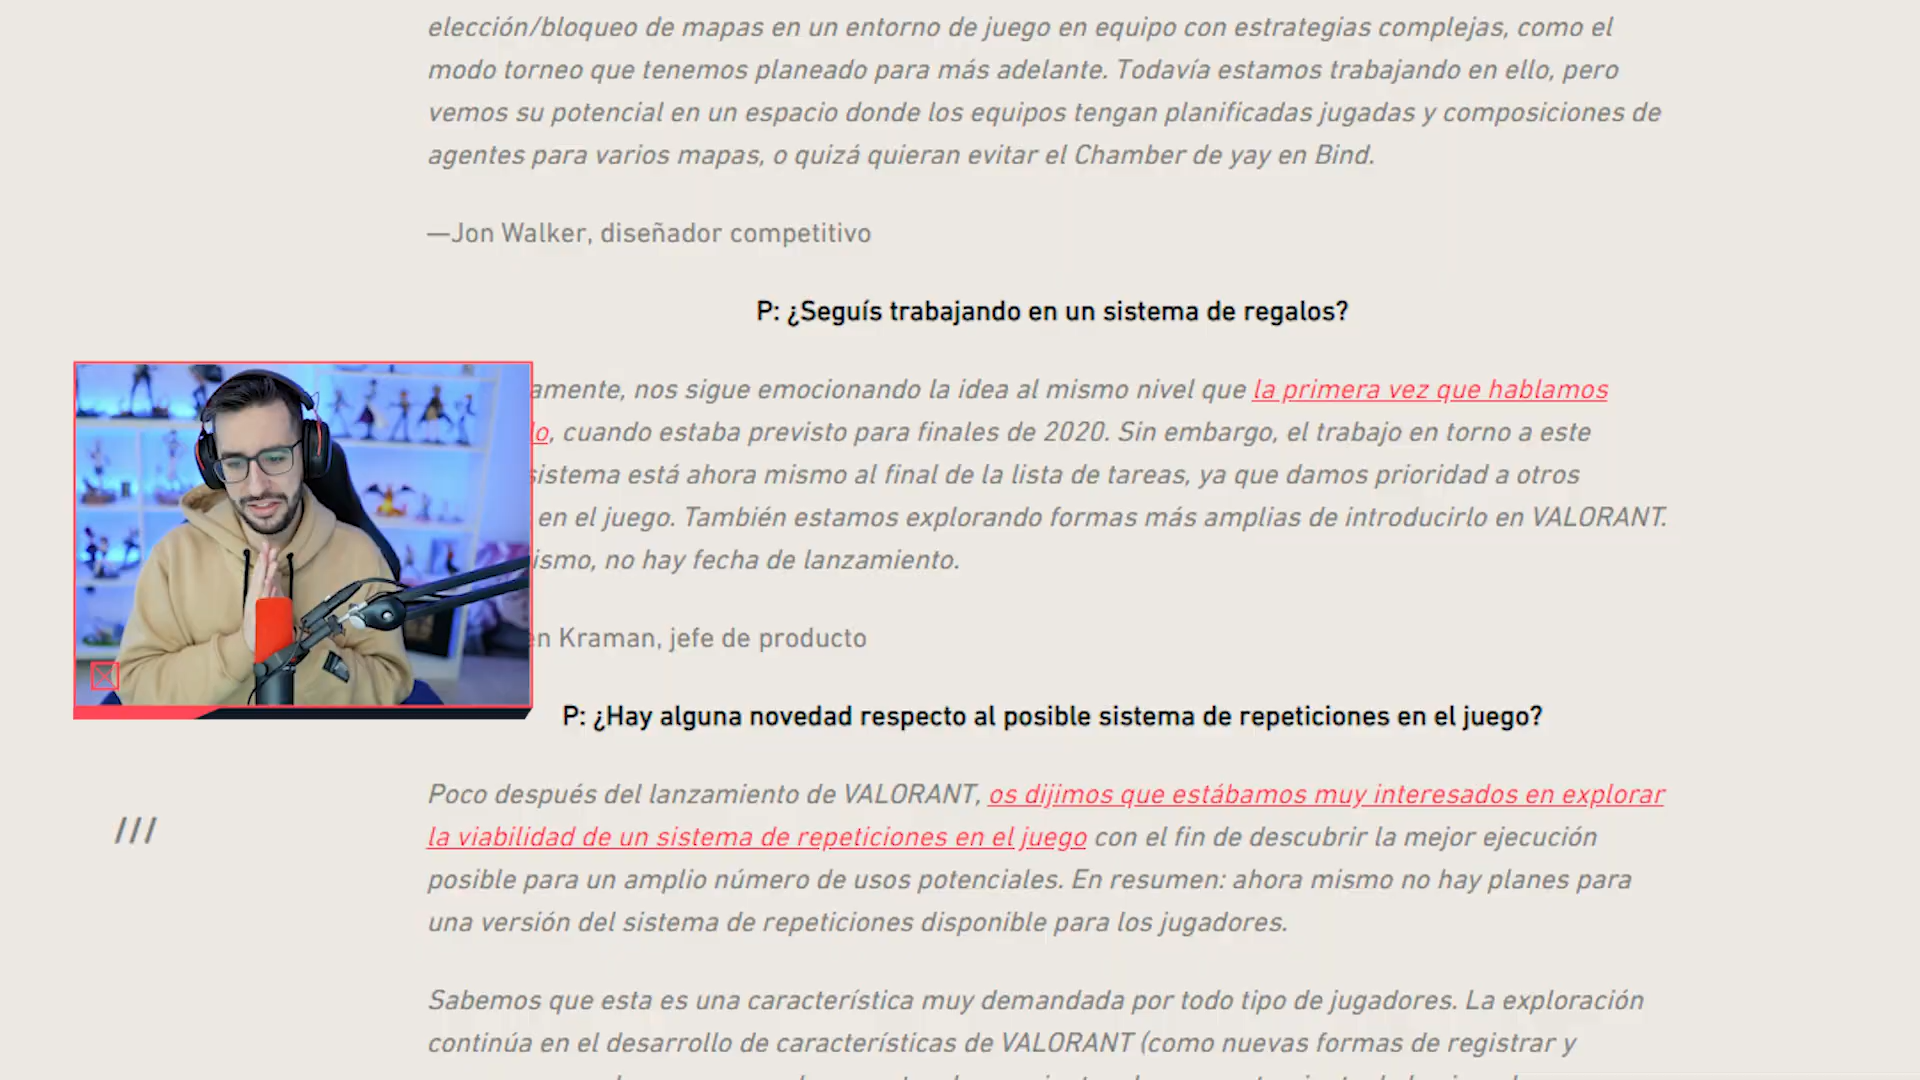 elección/bloqueo de mapas en un entorno de juego en equipo con estrategias complejas, como el
modo torneo que tenemos planeado para más adelante. Todavía estamos trabajando en ello, pero
vemos su potencial en un espacio donde los equipos tengan planificadas jugadas y composiciones de
agentes para varios mapas, o quizá quieran evitar el Chamber de yay en Bind.
—Jon Walker, diseñador competitivo
P: ¿Seguís trabajando en un sistema de regalos?
amente, nos sigue emocionando la idea al mismo nivel que la primera vez que hablamos
lo, cuando estaba previsto para finales de 2020. Sin embargo, el trabajo en torno a este
sistema está ahora mismo al final de la lista de tareas, ya que damos prioridad a otros
en el juego. También estamos explorando formas más amplias de introducirlo en VALORANT.
ismo, no hay fecha de lanzamiento.
en Kraman, jefe de producto
P: ¿Hay alguna novedad respecto al posible sistema de repeticiones en el juego?
Poco después del lanzamiento de VALORANT, os dijimos que estábamos muy interesados en explorar
la viabilidad de un sistema de repeticiones en el juego con el fin de descubrir la mejor ejecución
posible para un amplio número de usos potenciales. En resumen: ahora mismo no hay planes para
una versión del sistema de repeticiones disponible para los jugadores.
///
Sabemos que esta es una característica muy demandada por todo tipo de jugadores. La exploración
continúa en el desarrollo de características de VALORANT (como nuevas formas de registrar y